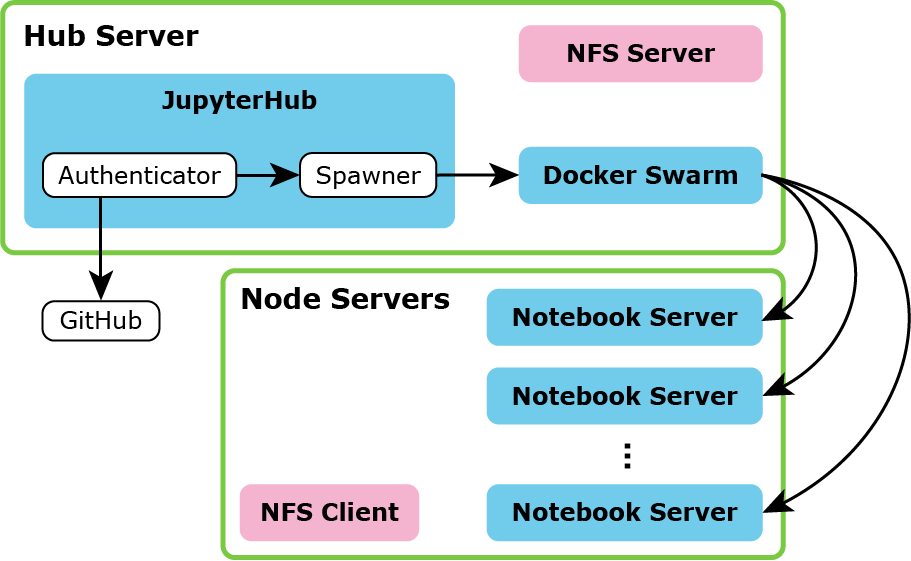 Hub Server
NFS Server
JupyterHub
Authenticator
Spawner
Docker Swarm
GitHub
Node Servers
Notebook Server
Notebook Server
...
NFS Client
Notebook Server